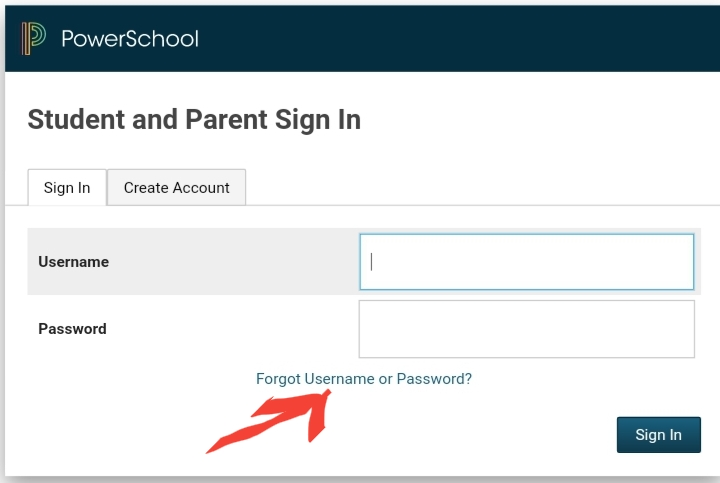 PowerSchool
Student and Parent Sign In
Sign In
Create Account
Username
Password
Forgot Username or Password?
Sign In